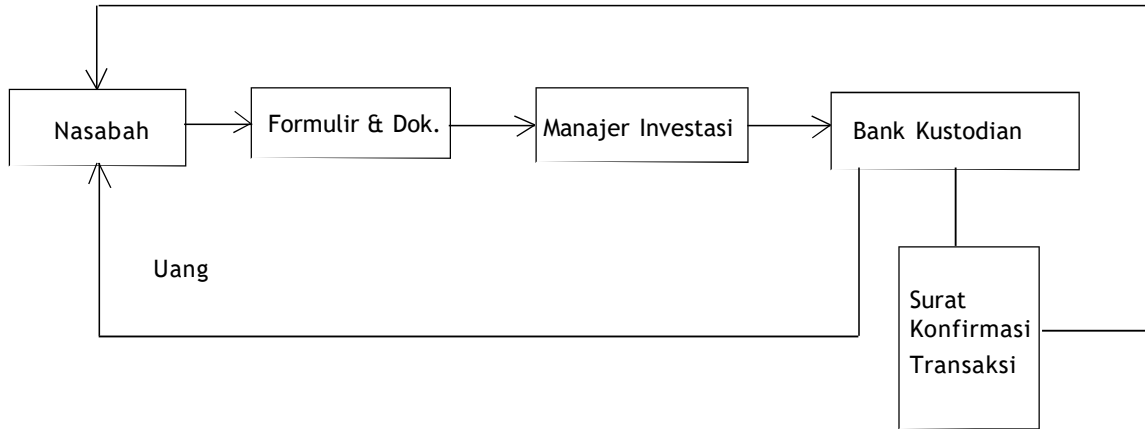 Nasabah
Formulir & Dok.
Manajer Investasi
Bank Kustodian
Uang
Surat
Konfirmasi
Transaksi